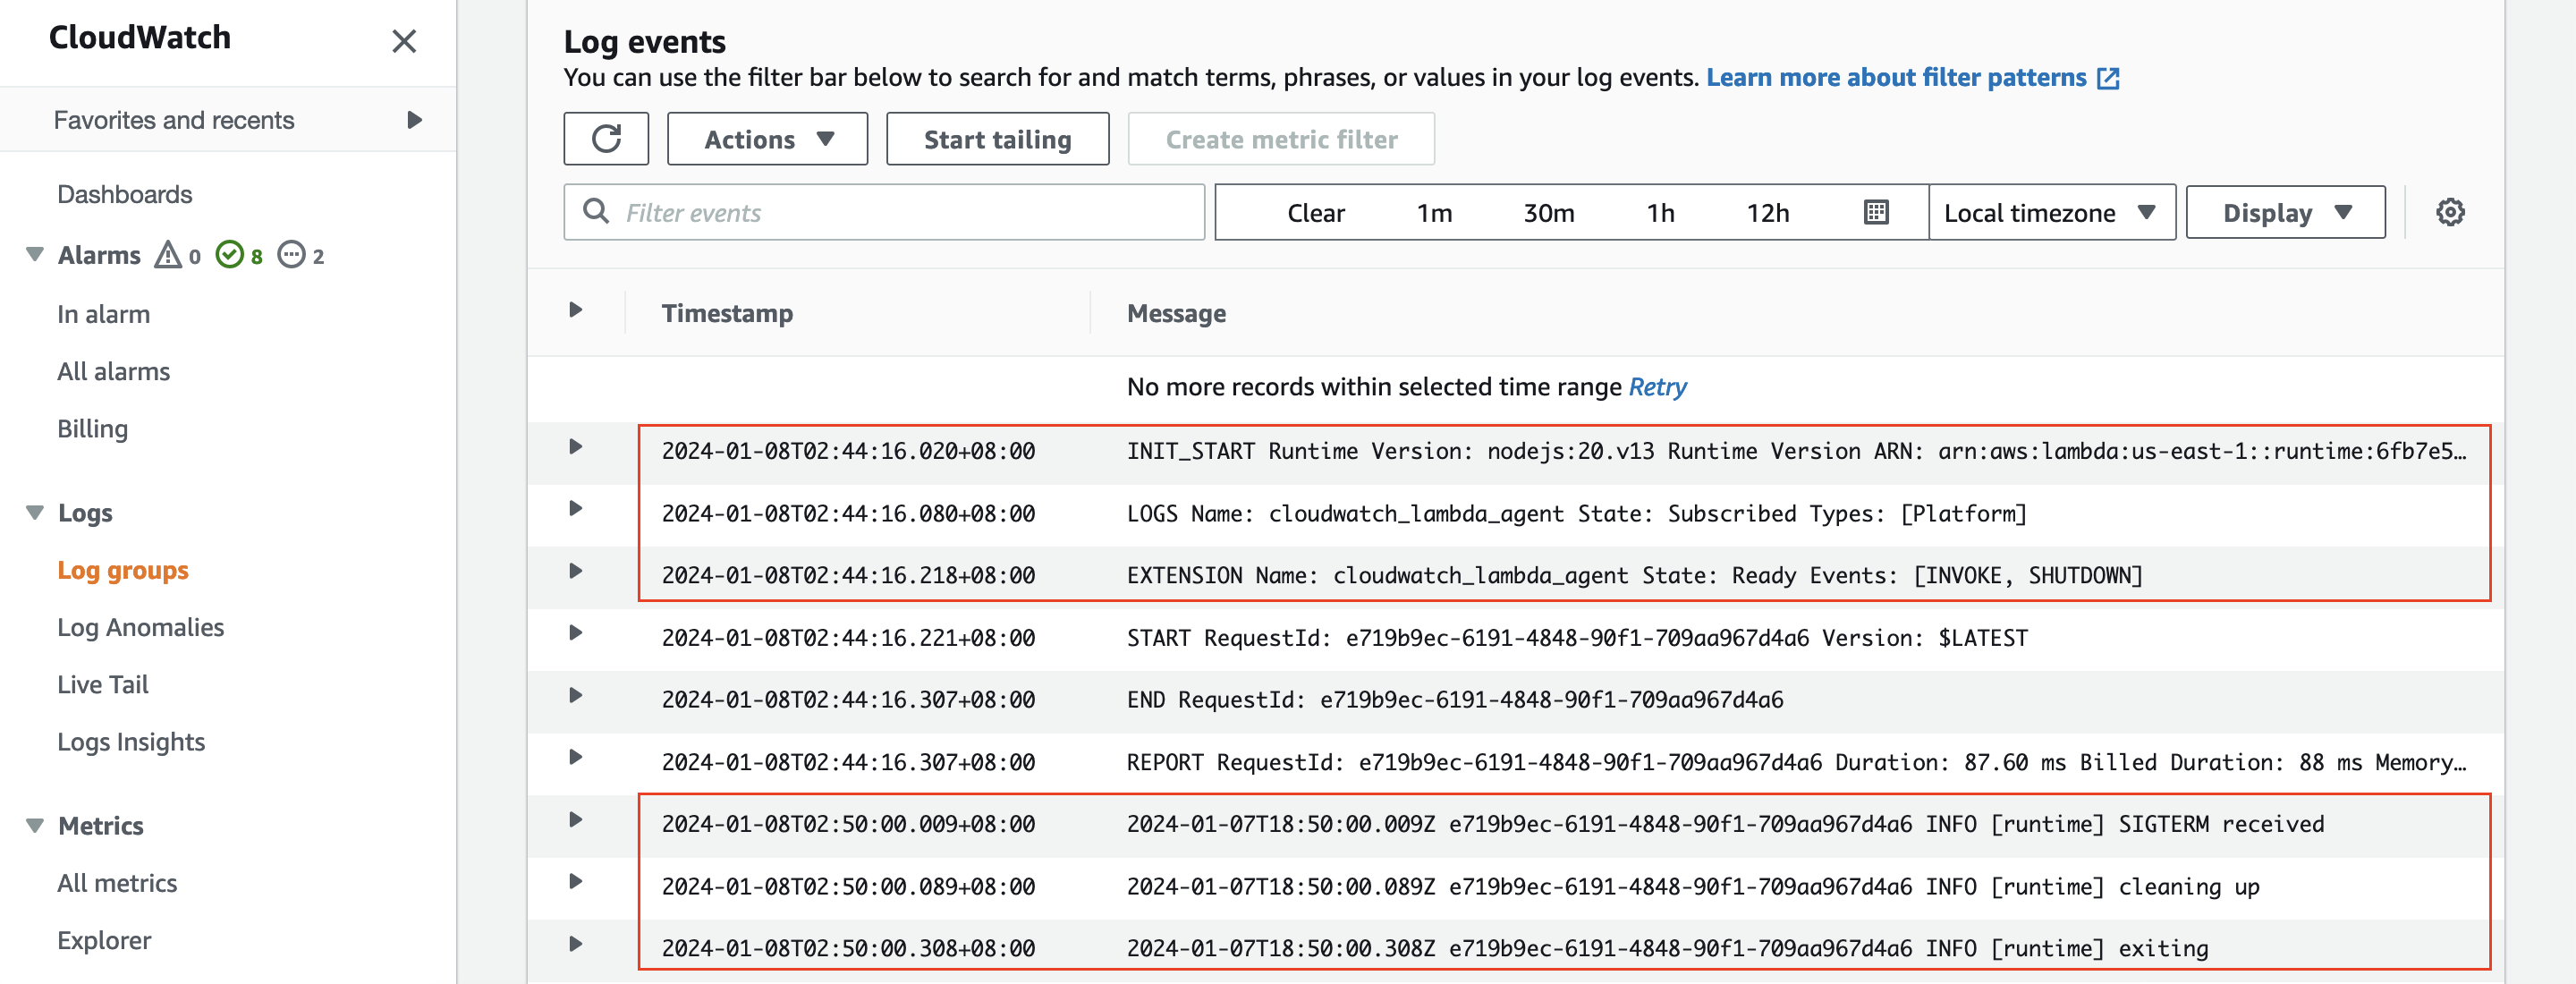 CloudWatch
Favorites and recents
Dashboards
Alarms 0 8 2
In alarm
All alarms
Billing
Logs
Log groups
Log Anomalies
Live Tail
Logs Insights
Metrics
All metrics
Explorer
Log events
You can use the filter bar below to search for and match terms, phrases, or values in your log events. Learn more about filter patterns
Actions Start tailing Create metric filter
Filter events Clear 1m 30m 1h 12h Local timezone Display
Timestamp Message
No more records within selected time range Retry
2024-01-08T02:44:16.020+08:00 INIT_START Runtime Version: nodejs:20.v13 Runtime Version ARN: arn:aws:lambda:us-east-1::runtime:6fb7e5…
2024-01-08T02:44:16.080+08:00 LOGS Name: cloudwatch_lambda_agent State: Subscribed Types: [Platform]
2024-01-08T02:44:16.218+08:00 EXTENSION Name: cloudwatch_lambda_agent State: Ready Events: [INVOKE, SHUTDOWN]
2024-01-08T02:44:16.221+08:00 START RequestId: e719b9ec-6191-4848-90f1-709aa967d4a6 Version: $LATEST
2024-01-08T02:44:16.307+08:00 END RequestId: e719b9ec-6191-4848-90f1-709aa967d4a6
2024-01-08T02:44:16.307+08:00 REPORT RequestId: e719b9ec-6191-4848-90f1-709aa967d4a6 Duration: 87.60 ms Billed Duration: 88 ms Memory…
2024-01-08T02:50:00.009+08:00 2024-01-07T18:50:00.009Z e719b9ec-6191-4848-90f1-709aa967d4a6 INFO [runtime] SIGTERM received
2024-01-08T02:50:00.089+08:00 2024-01-07T18:50:00.089Z e719b9ec-6191-4848-90f1-709aa967d4a6 INFO [runtime] cleaning up
2024-01-08T02:50:00.308+08:00 2024-01-07T18:50:00.308Z e719b9ec-6191-4848-90f1-709aa967d4a6 INFO [runtime] exiting